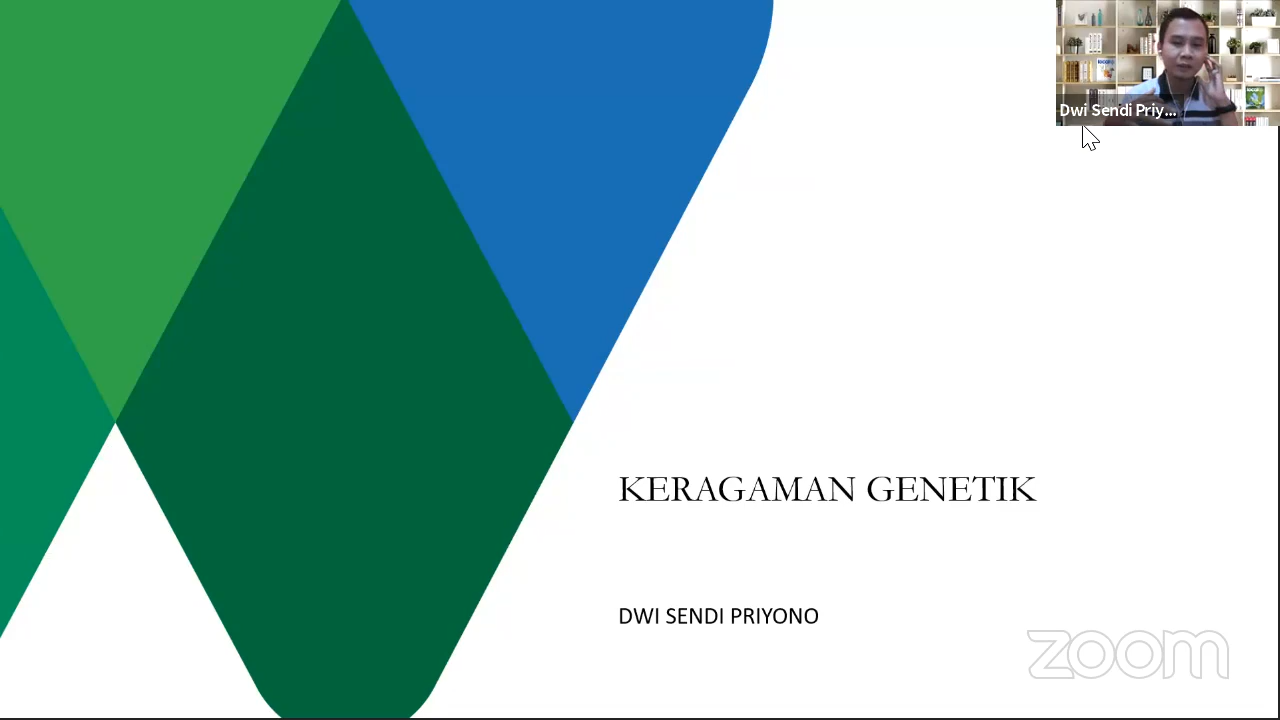 Dwi Sendi Priy...
KERAGAMAN GENETIK
DWI SENDI PRIYONO
zoom